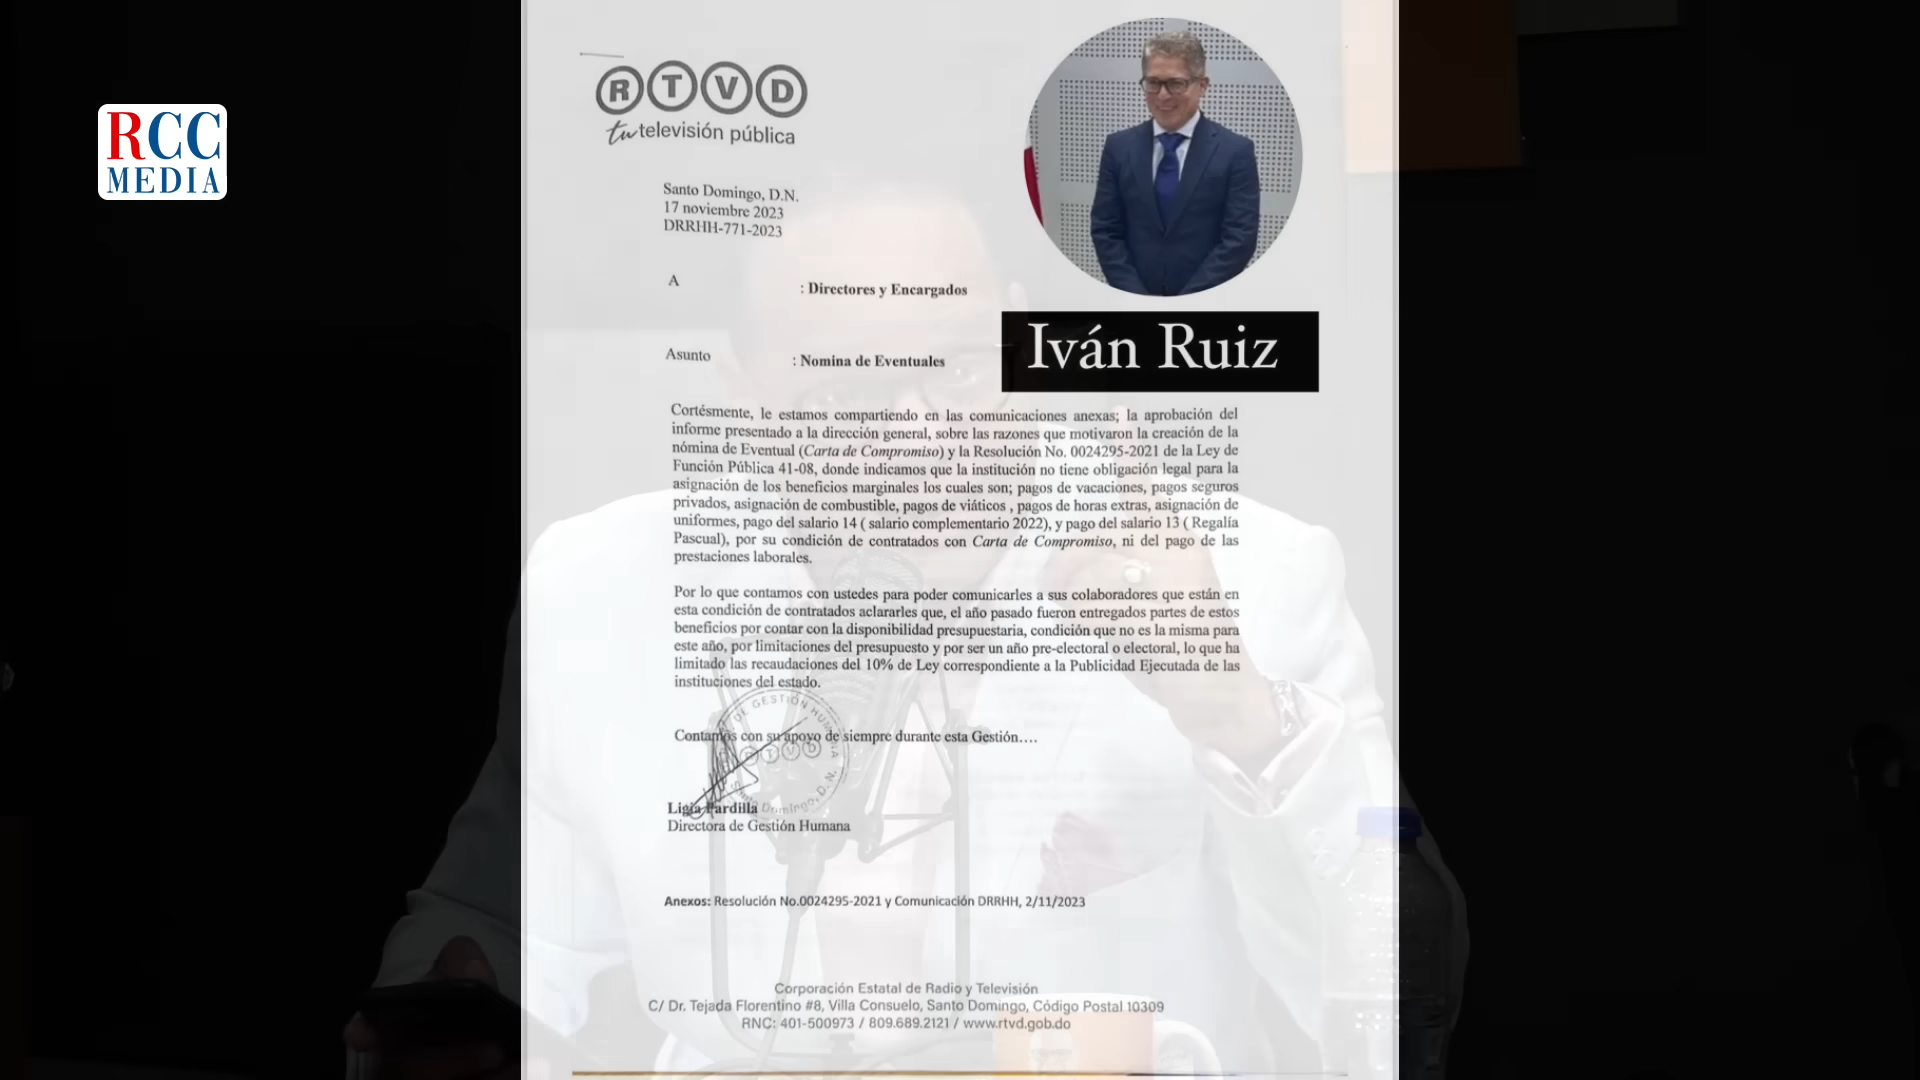 RCC
MEDIA
RTVD
tu televisión pública
Santo Domingo, D.N.
17 noviembre 2023
DRRHH-771-2023
A : Directores y Encargados
Iván Ruiz
Asunto : Nomina de Eventuales
Cortésmente, le estamos compartiendo en las comunicaciones anexas; la aprobación del
informe presentado a la dirección general, sobre las razones que motivaron la creación de la
nómina de Eventual (Carta de Compromiso) y la Resolución No. 0024295-2021 de la Ley de
Función Pública 41-08, donde indicamos que la institución no tiene obligación legal para la
asignación de los beneficios marginales los cuales son; pagos de vacaciones, pagos seguros
privados, asignación de combustible, pagos de viáticos , pagos de horas extras, asignación de
uniformes, pago del salario 14 ( salario complementario 2022), y pago del salario 13 ( Regalía
Pascual), por su condición de contratados con Carta de Compromiso, ni del pago de las
prestaciones laborales.
Por lo que contamos con ustedes para poder comunicarles a sus colaboradores que están en
esta condición de contratados aclararles que, el año pasado fueron entregados partes de estos
beneficios por contar con la disponibilidad presupuestaria, condición que no es la misma para
este año, por limitaciones del presupuesto y por ser un año pre-electoral o electoral, lo que ha
limitado las recaudaciones del 10% de Ley correspondiente a la Publicidad Ejecutada de las
instituciones del estado.
Contamos con su apoyo de siempre durante esta Gestión....
DE GESTIÓN HUMANA
RTVD
Santo Domingo, D. N.
Ligia Pardilla
Directora de Gestión Humana
Anexos: Resolución No.0024295-2021 y Comunicación DRRHH, 2/11/2023
Corporación Estatal de Radio y Televisión
C/ Dr. Tejada Florentino #8, Villa Consuelo, Santo Domingo, Código Postal 10309
RNC: 401-500973 / 809.689.2121 / www.rtvd.gob.do